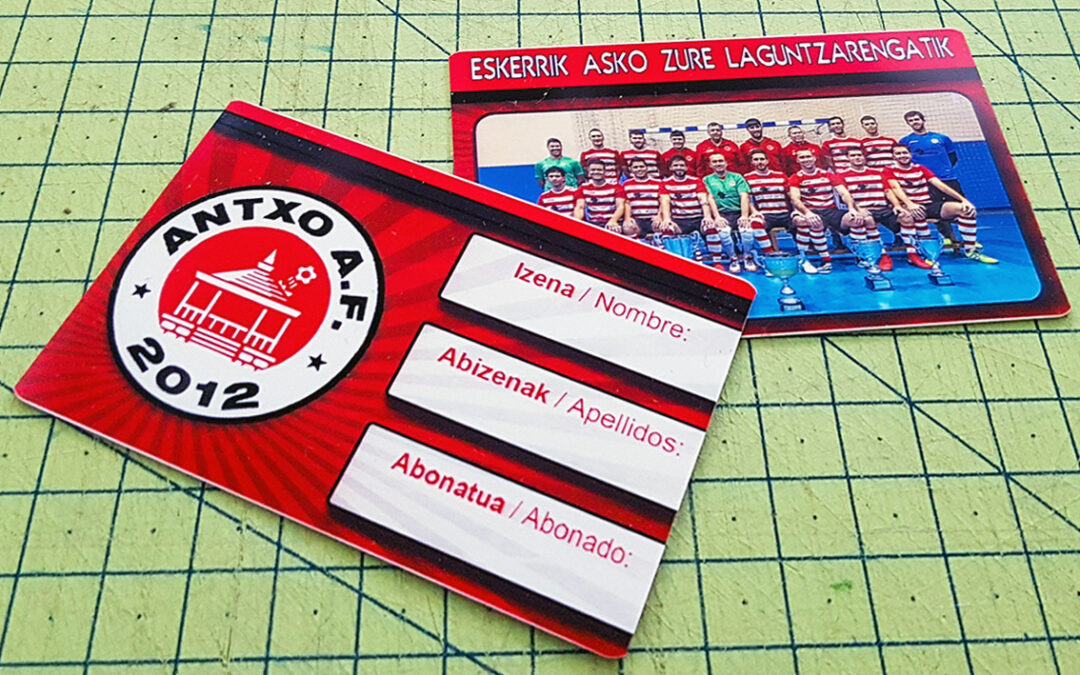 ESKERRIK ASKO ZURE LAGUNTZARENGATIK
ANTXO A.F.
2012
Izena / Nombre:
Abizenak / Apellidos:
Abonatua / Abonado: